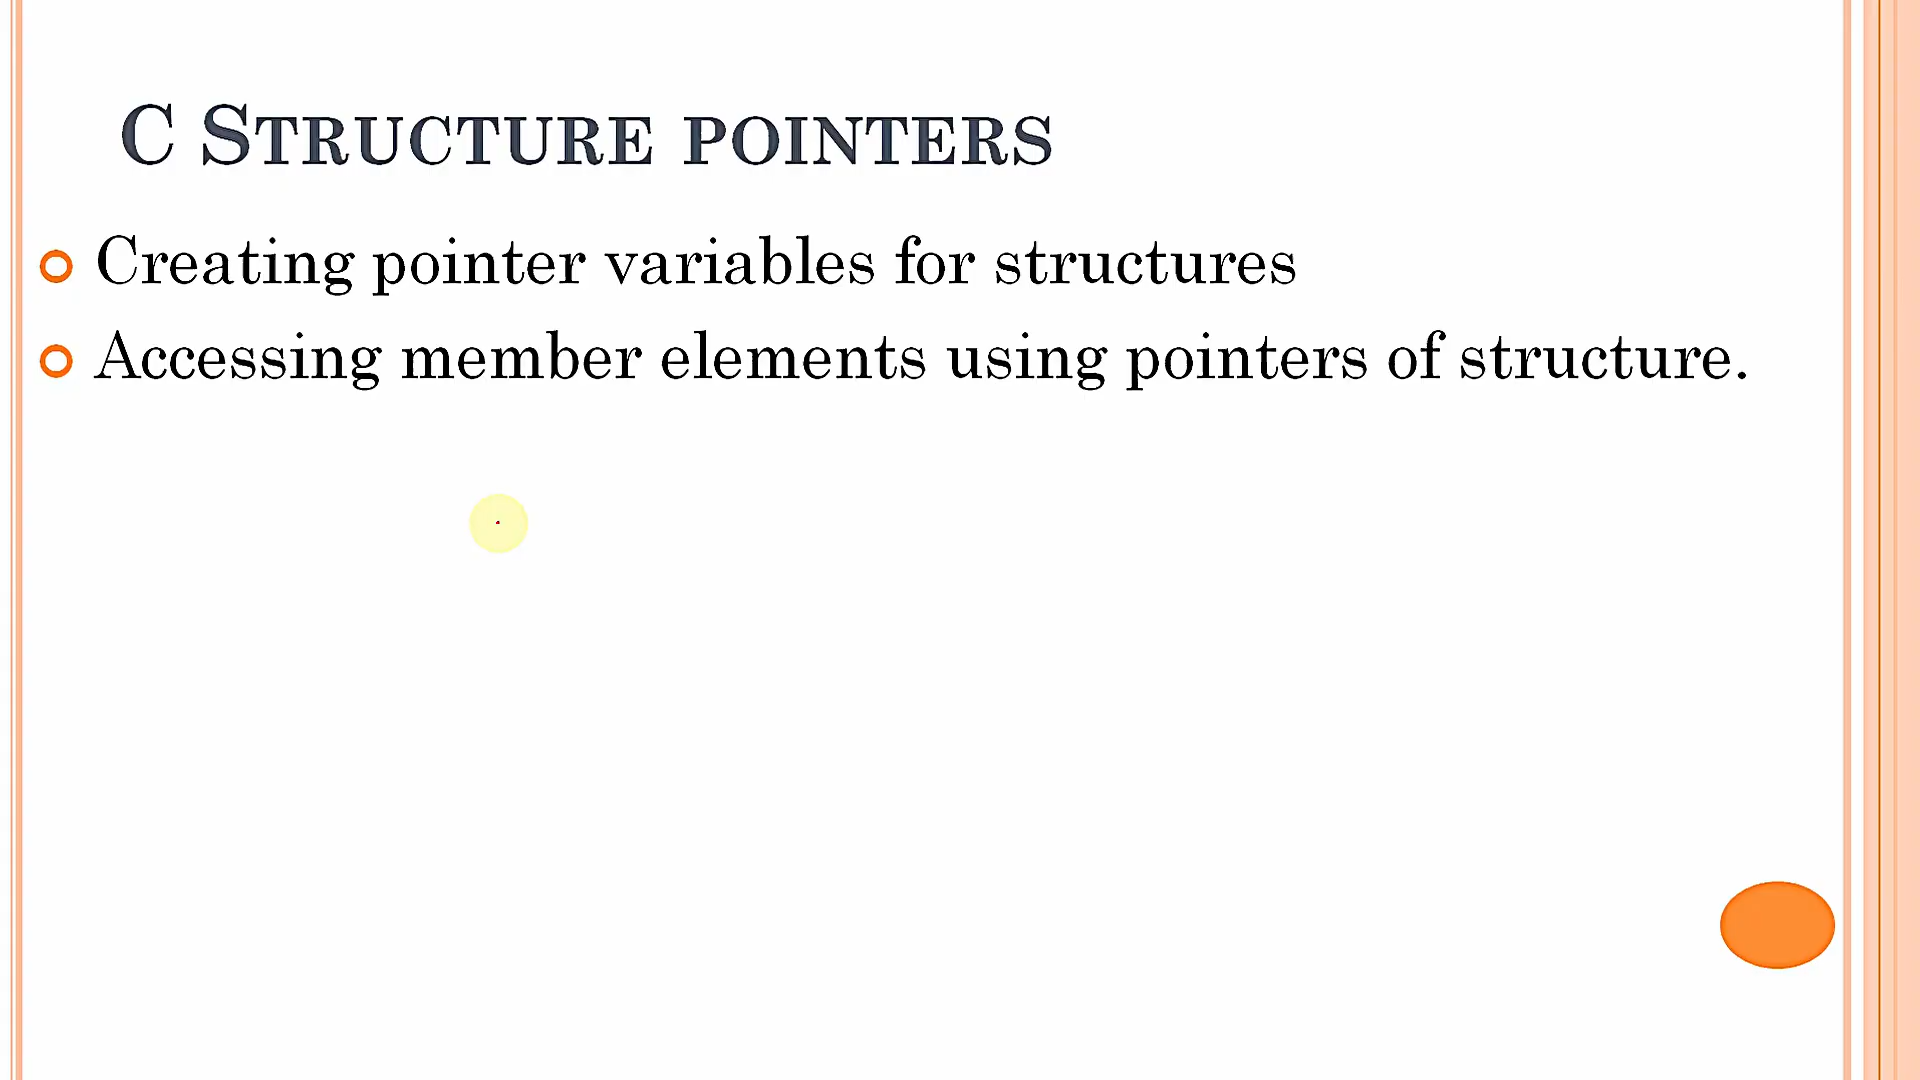 C Structure pointers
Creating pointer variables for structures
Accessing member elements using pointers of structure.